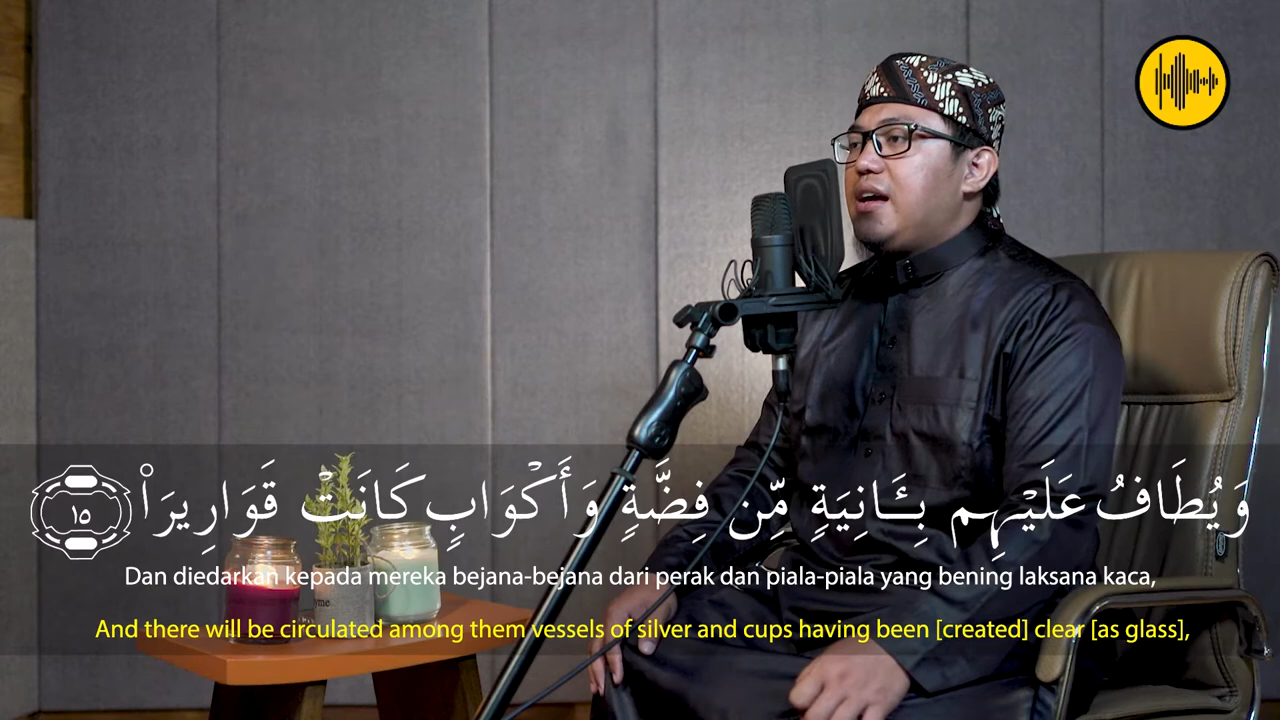 وَيُطَافُ عَلَيْهِم بِـَٔانِيَةٍ مِّن فِضَّةٍ وَأَكْوَابٍ كَانَتْ قَوَارِيرَا۠ ١٥
Dan diedarkan kepada mereka bejana-bejana dari perak dan piala-piala yang bening laksana kaca,
And there will be circulated among them vessels of silver and cups having been [created] clear [as glass],